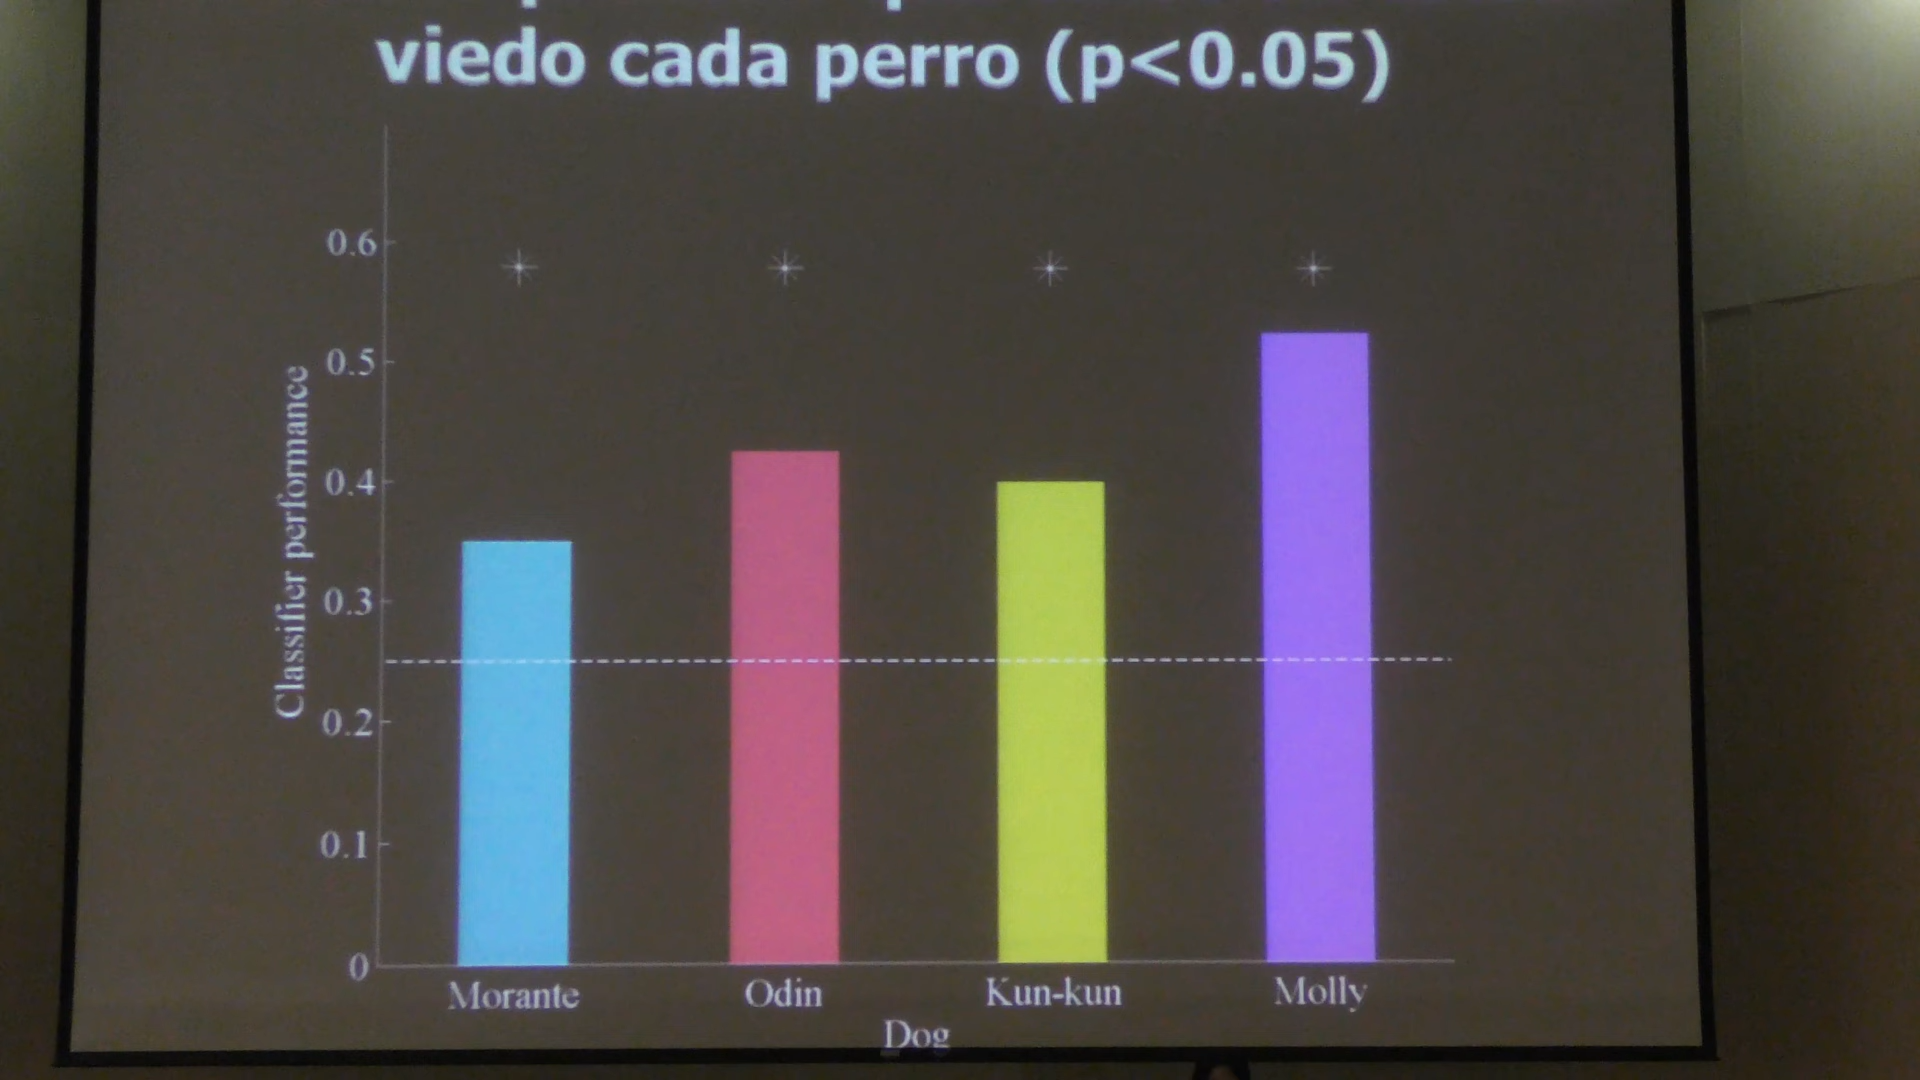 viedo cada perro (p<0.05)
0.6
0.5
0.4
0.3
0.2
0.1
0
Classifier performance
Morante Odin Kun-kun Molly
Dog